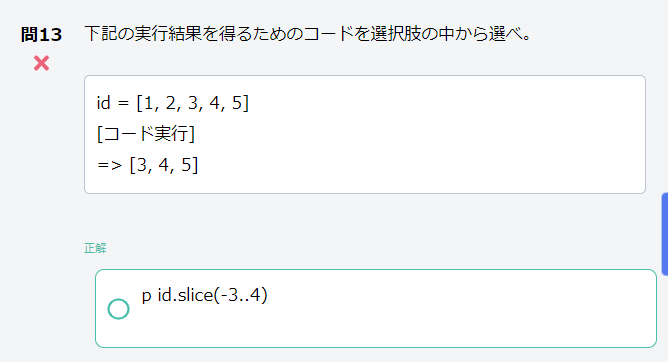 問13 下記の実行結果を得るためのコードを選択肢の中から選べ。
id = [1, 2, 3, 4, 5]
[コード実行]
=> [3, 4, 5]
正解
p id.slice(-3..4)